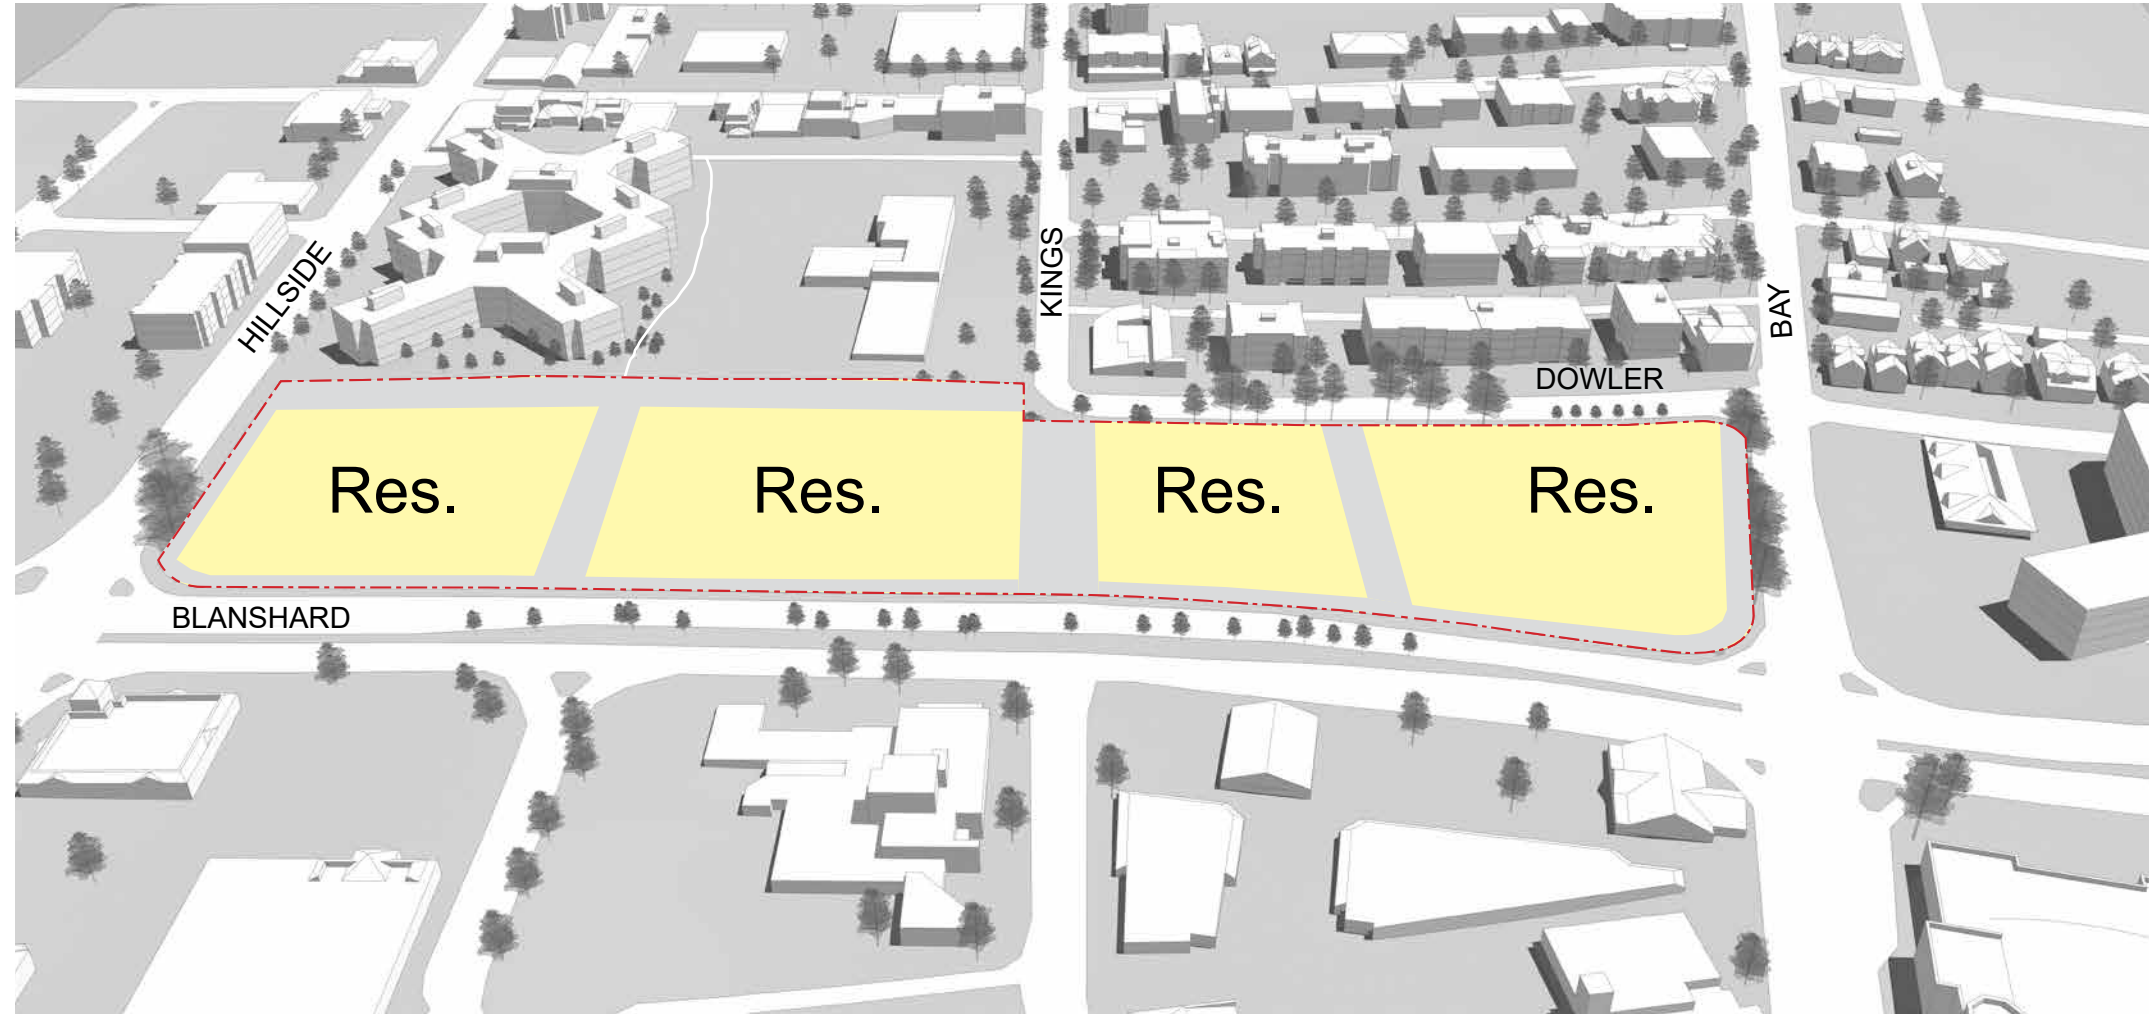 HILLSIDE
KINGS
BAY
DOWLER
Res.
Res.
Res.
Res.
BLANSHARD